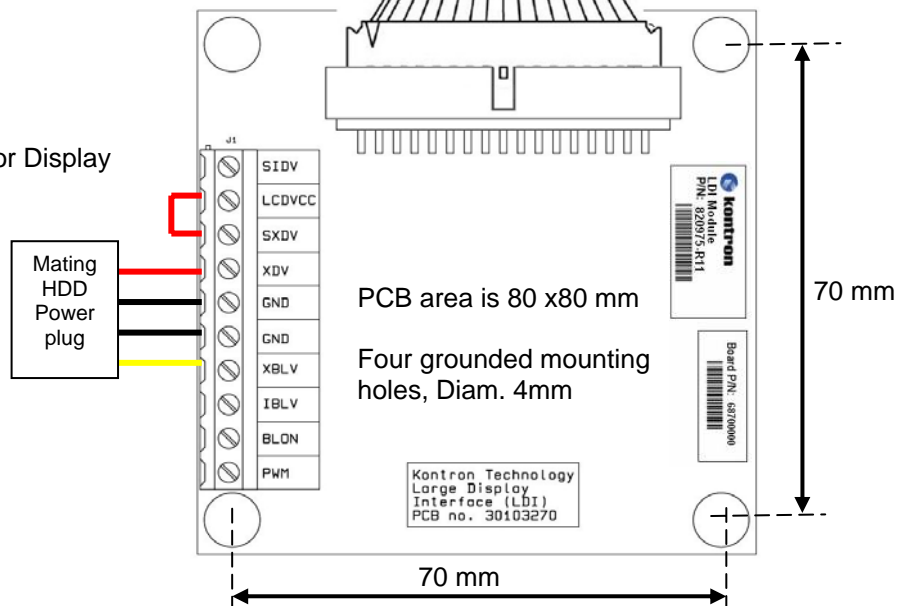 or Display
J1
SIDV
LCDVCC
SXDV
XDV
GND
GND
XBLV
IBLV
BLON
PWM
Mating
HDD
Power
plug
PCB area is 80 x80 mm
Four grounded mounting
holes, Diam. 4mm
kontron
LDI Module
P/N: 820975-R11
Board P/N: 68700000
70 mm
Kontron Technology
Large Display
Interface (LDI)
PCB no. 30103270
70 mm